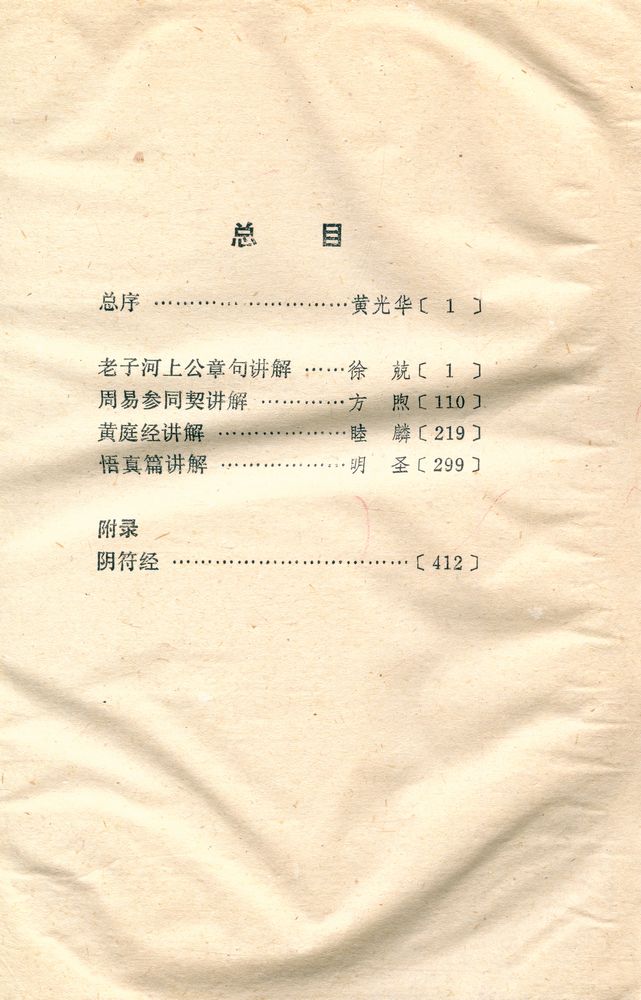 总 目
总序 ………………………黄光华〔 1 〕
老子河上公章句讲解 ……徐 兢〔 1 〕
周易参同契讲解 …………方 煦〔 110 〕
黄庭经讲解 ………………睦 麟〔 219 〕
悟真篇讲解 ………………明 圣〔 299 〕
附录
阴符经 ……………………………〔 412 〕